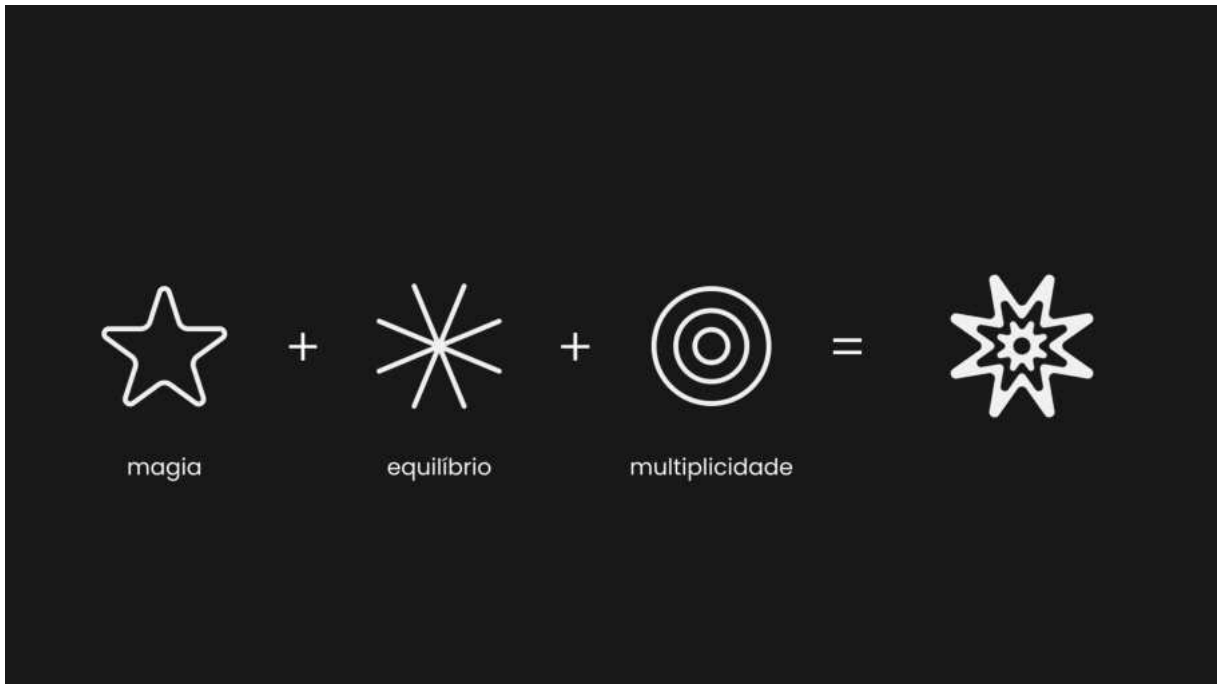 + + =
magia equilíbrio multiplicidade